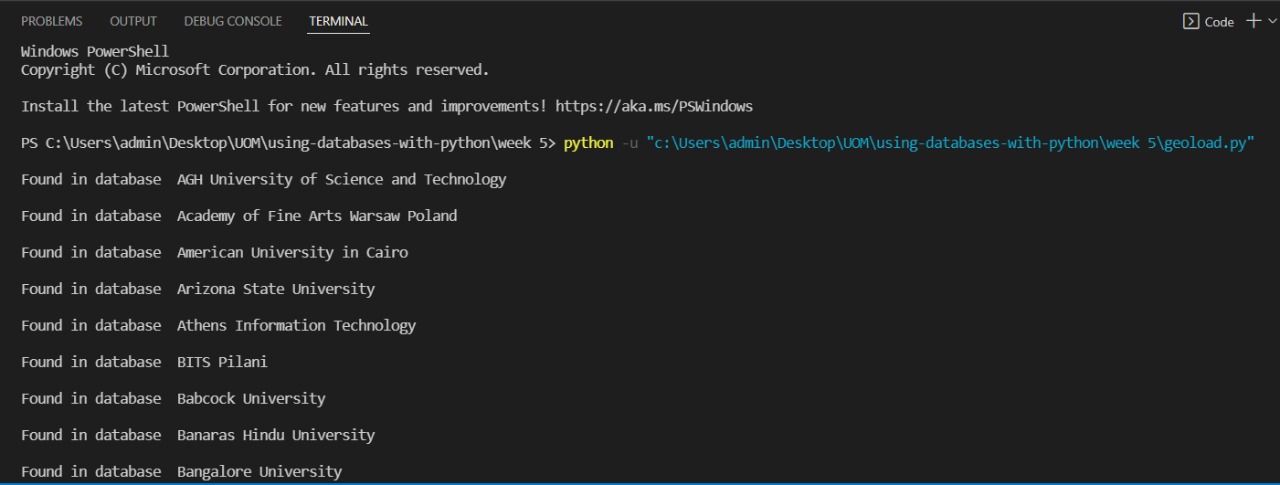 PROBLEMS OUTPUT DEBUG CONSOLE TERMINAL Code
Windows PowerShell
Copyright (C) Microsoft Corporation. All rights reserved.
Install the latest PowerShell for new features and improvements! https://aka.ms/PSWindows
PS C:\Users\admin\Desktop\UOM\using-databases-with-python\week 5> python -u "c:\Users\admin\Desktop\UOM\using-databases-with-python\week 5\geoload.py"
Found in database  AGH University of Science and Technology
Found in database  Academy of Fine Arts Warsaw Poland
Found in database  American University in Cairo
Found in database  Arizona State University
Found in database  Athens Information Technology
Found in database  BITS Pilani
Found in database  Babcock University
Found in database  Banaras Hindu University
Found in database  Bangalore University